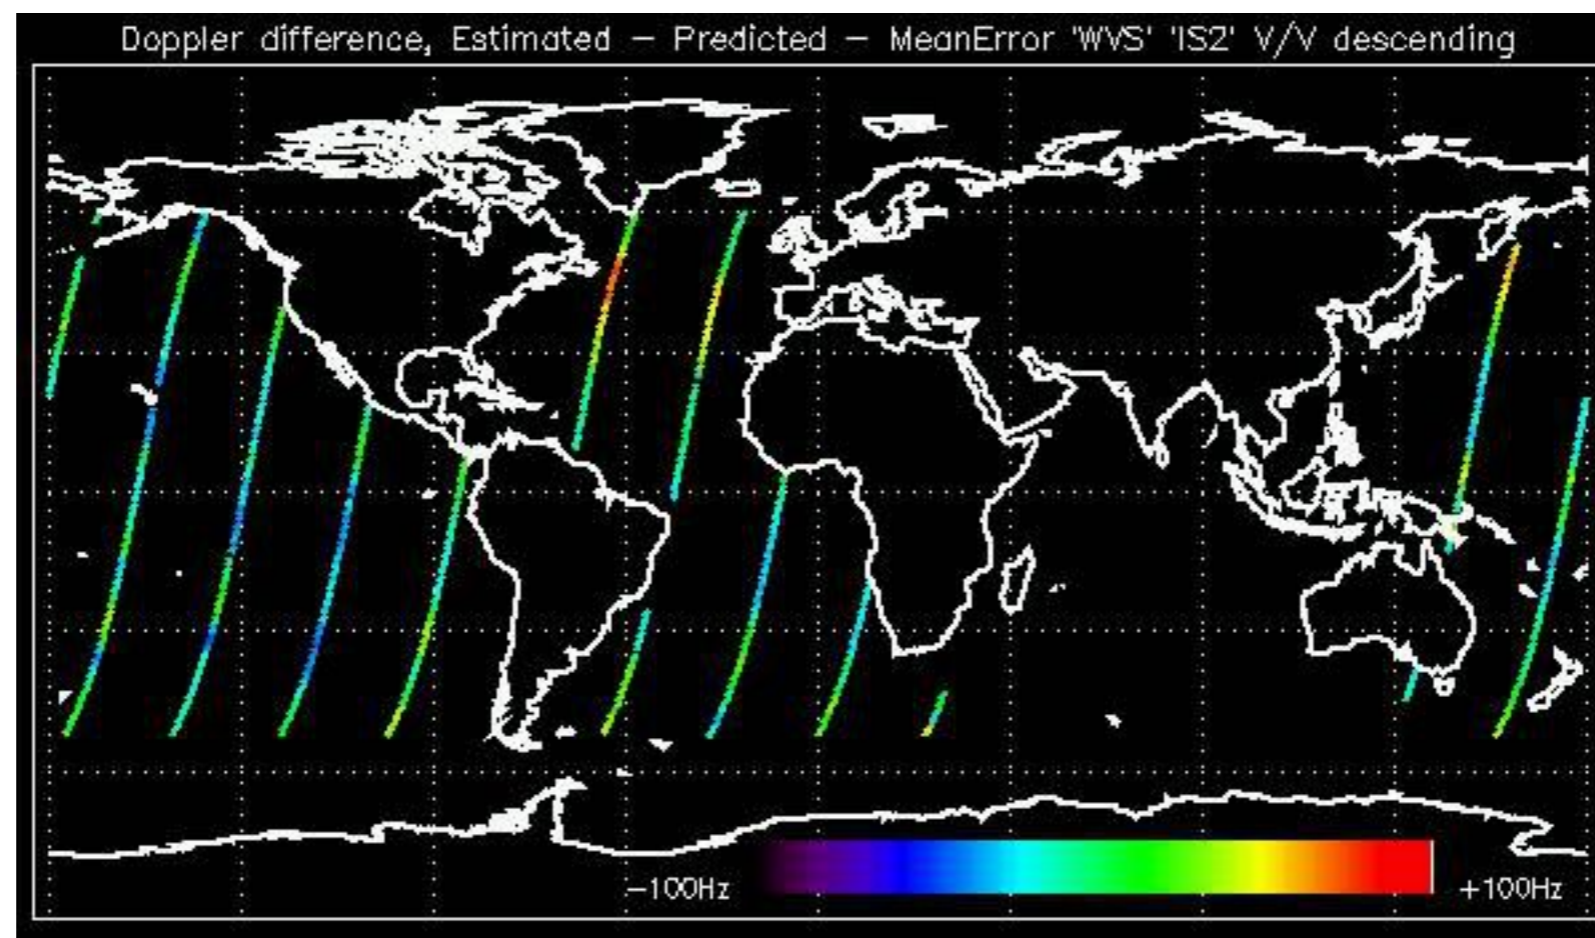 Doppler difference, Estimated – Predicted – MeanError 'WVS' 'IS2' V/V descending
–100Hz
+100Hz